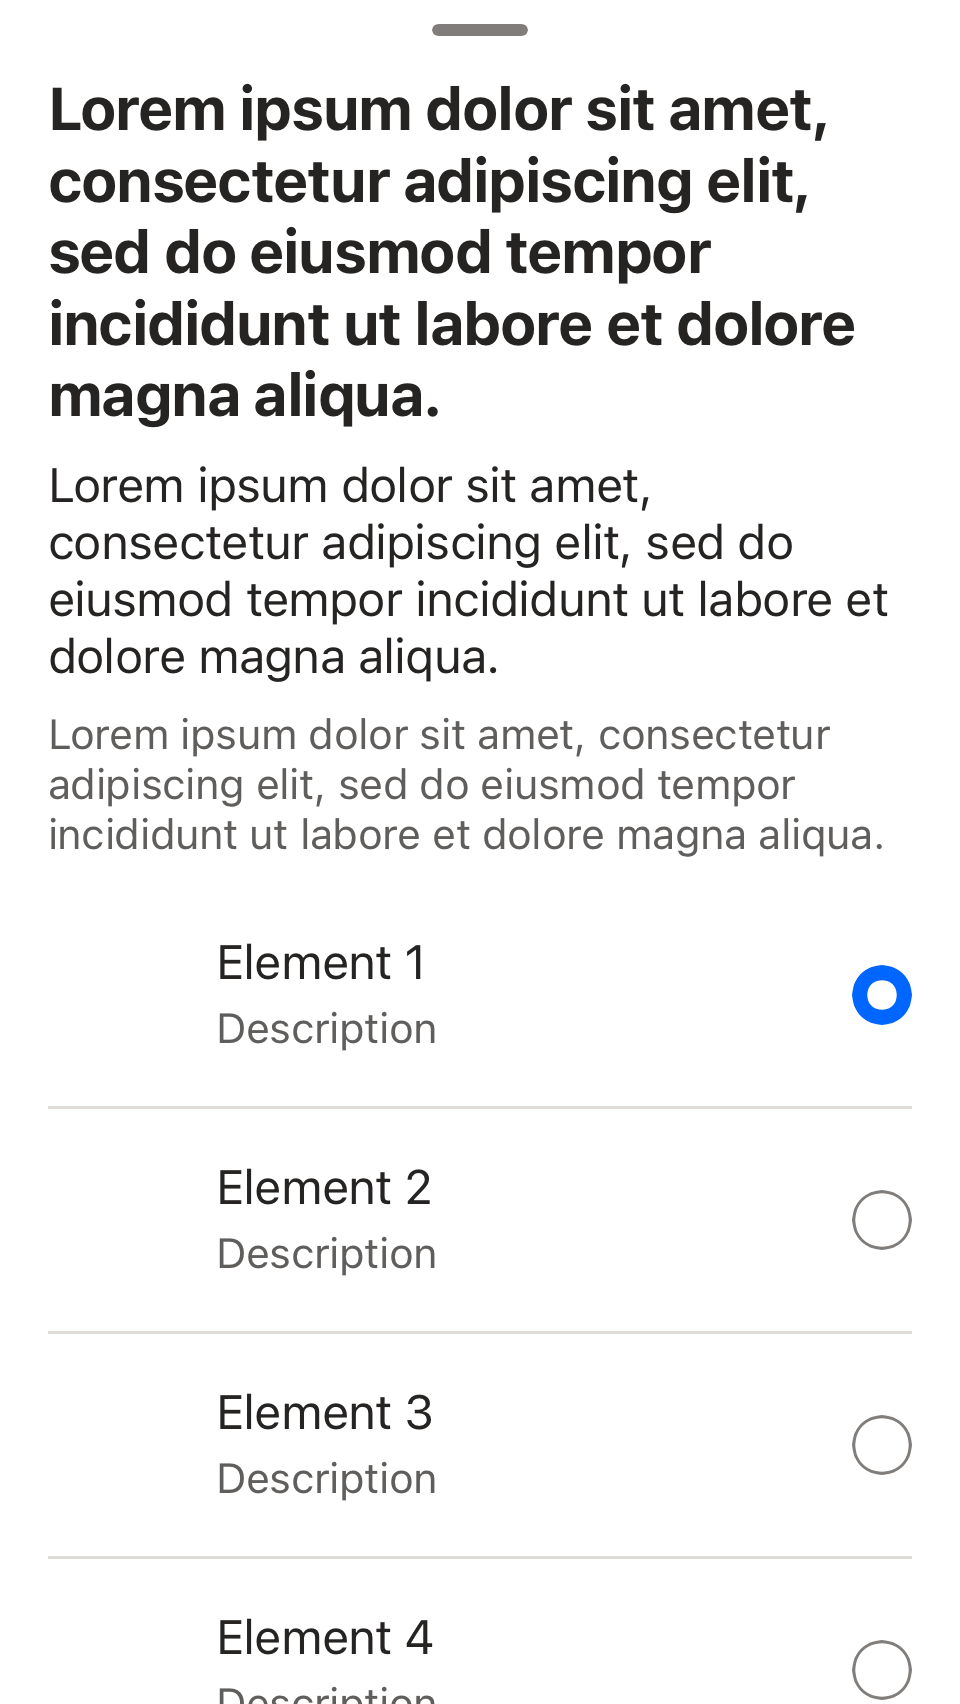 Lorem ipsum dolor sit amet,
consectetur adipiscing elit,
sed do eiusmod tempor
incididunt ut labore et dolore
magna aliqua.
Lorem ipsum dolor sit amet,
consectetur adipiscing elit, sed do
eiusmod tempor incididunt ut labore et
dolore magna aliqua.
Lorem ipsum dolor sit amet, consectetur
adipiscing elit, sed do eiusmod tempor
incididunt ut labore et dolore magna aliqua.
Element 1
Description
Element 2
Description
Element 3
Description
Element 4
Description